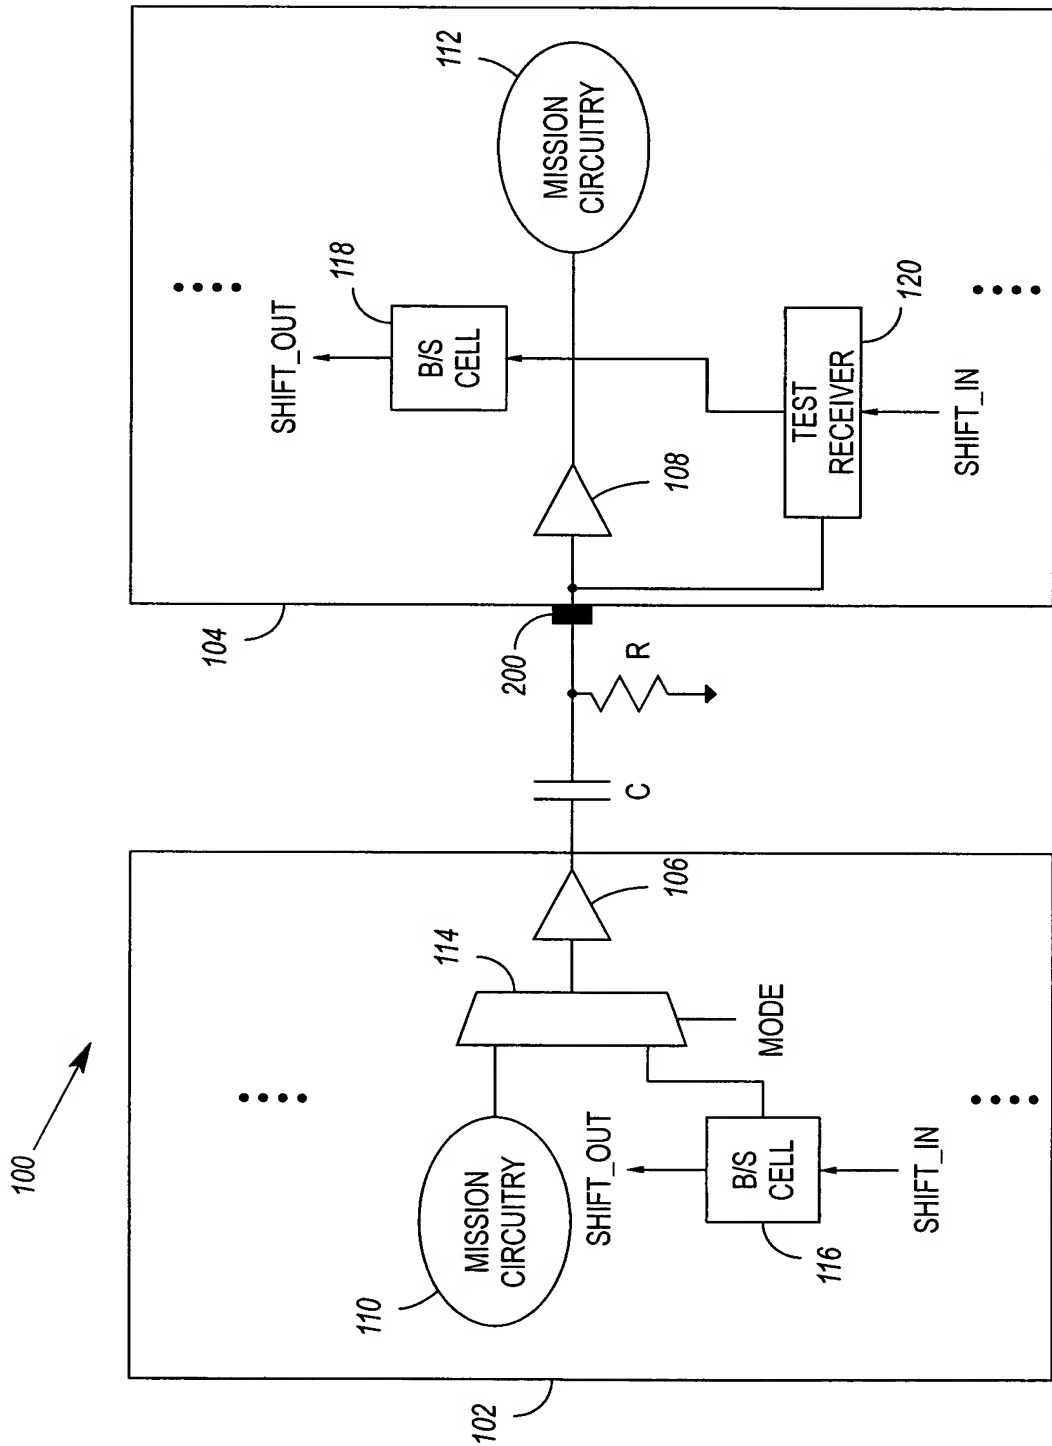 100
102
110
MISSION
CIRCUITRY
114
MODE
106
SHIFT_OUT
B/S
CELL
116
SHIFT_IN
C
R
200
104
108
112
MISSION
CIRCUITRY
SHIFT_OUT
118
B/S
CELL
120
TEST
RECEIVER
SHIFT_IN